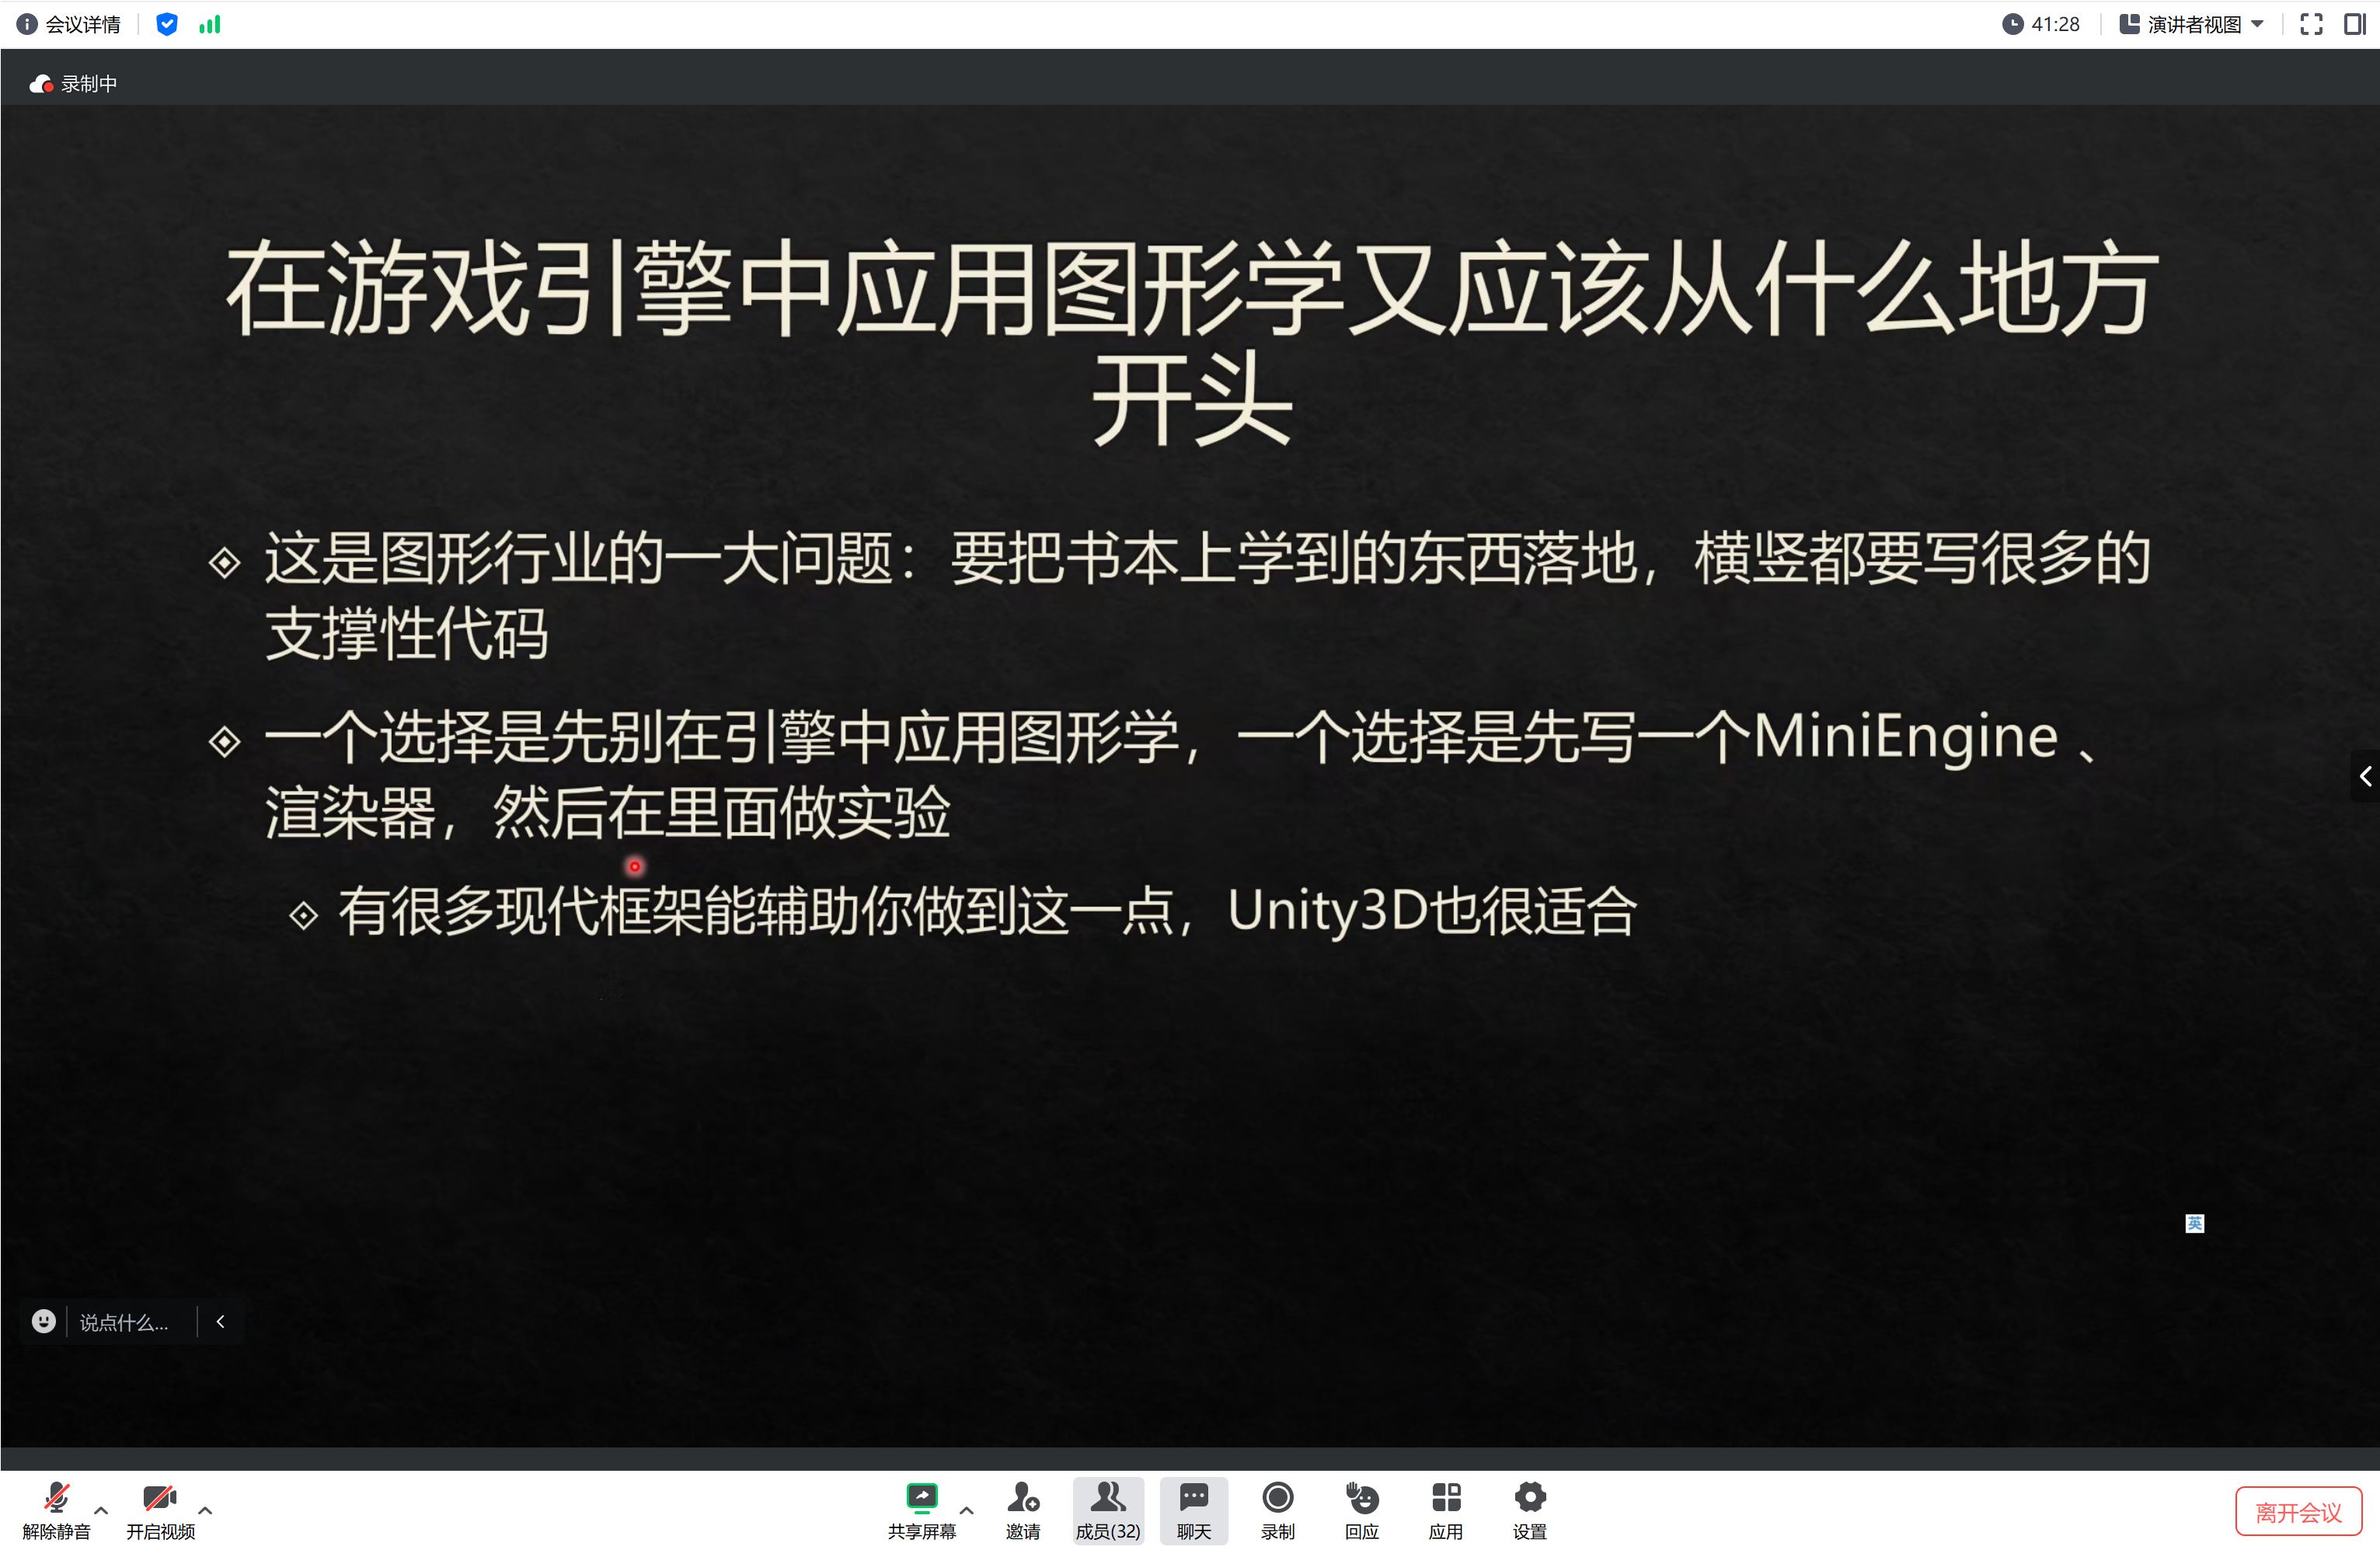 会议详情
41:28
演讲者视图
录制中
在游戏引擎中应用图形学又应该从什么地方
开头
这是图形行业的一大问题：要把书本上学到的东西落地，横竖都要写很多的
支撑性代码
一个选择是先别在引擎中应用图形学，一个选择是先写一个MiniEngine 、
渲染器，然后在里面做实验
有很多现代框架能辅助你做到这一点，Unity3D也很适合
英
说点什么...
解除静音
开启视频
共享屏幕
邀请
成员(32)
聊天
录制
回应
应用
设置
离开会议